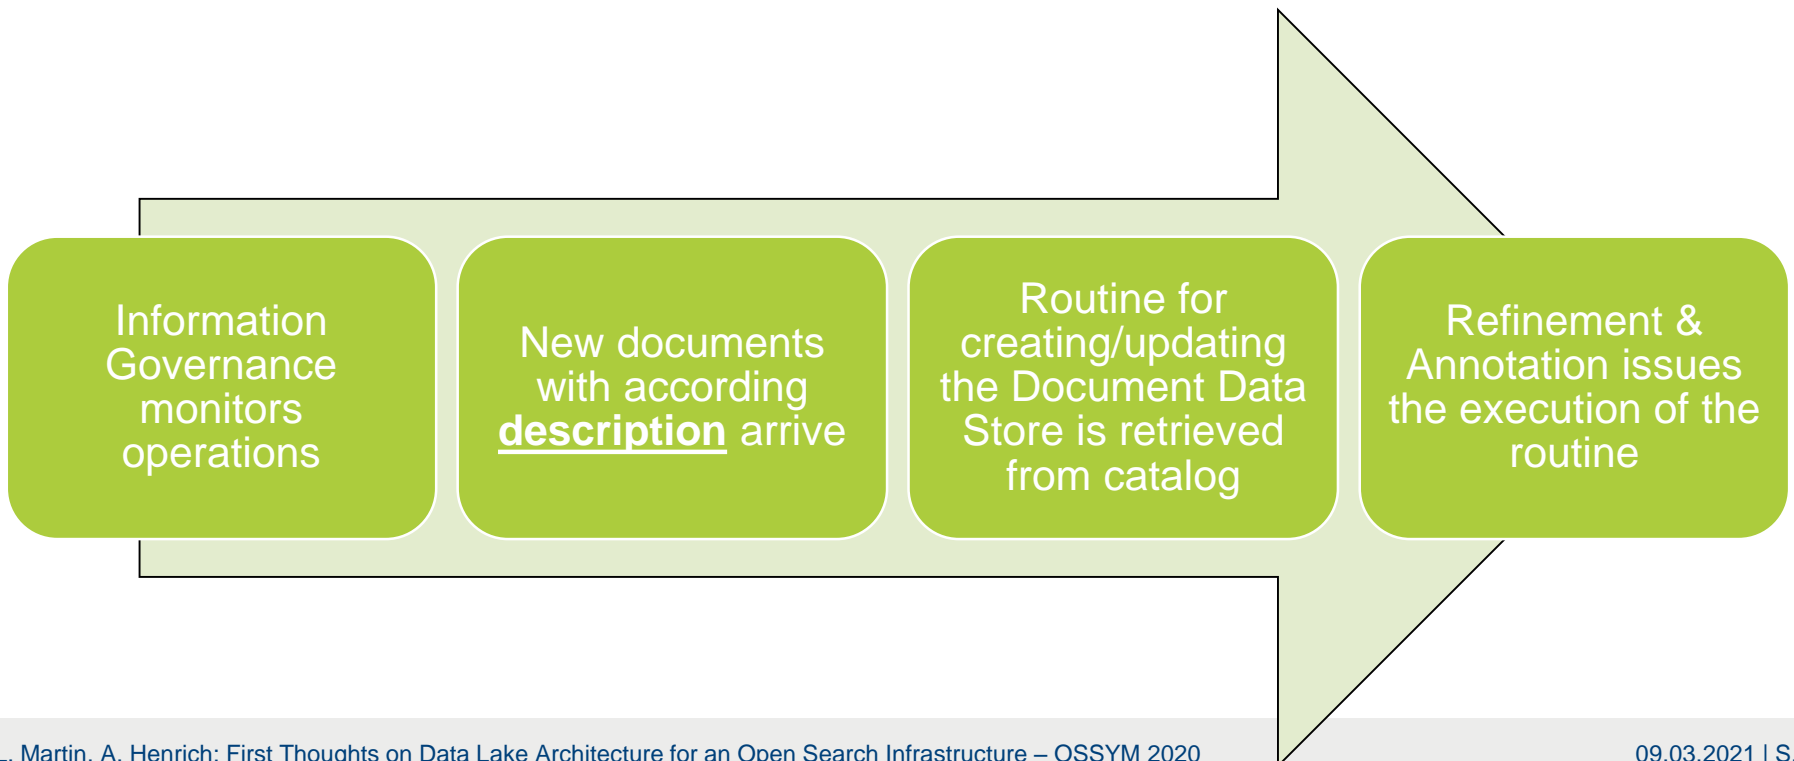 Information
Governance
monitors
operations
New documents
with according
description arrive
Routine for
creating/updating
the Document Data
Store is retrieved
from catalog
Refinement &
Annotation issues
the execution of the
routine
L. Martin, A. Henrich: First Thoughts on Data Lake Architecture for an Open Search Infrastructure – OSSYM 2020
09.03.2021 | S.